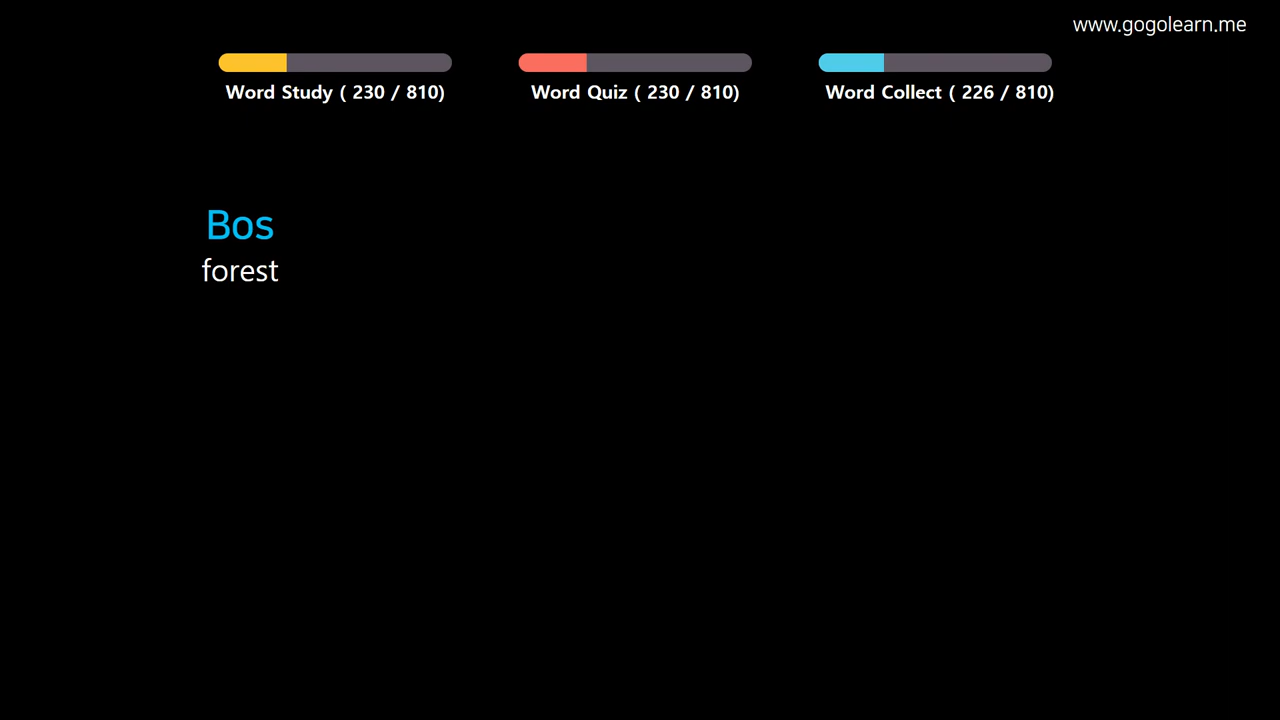 www.gogolearn.me
Word Study ( 230 / 810)
Word Quiz ( 230 / 810)
Word Collect ( 226 / 810)
Bos
forest